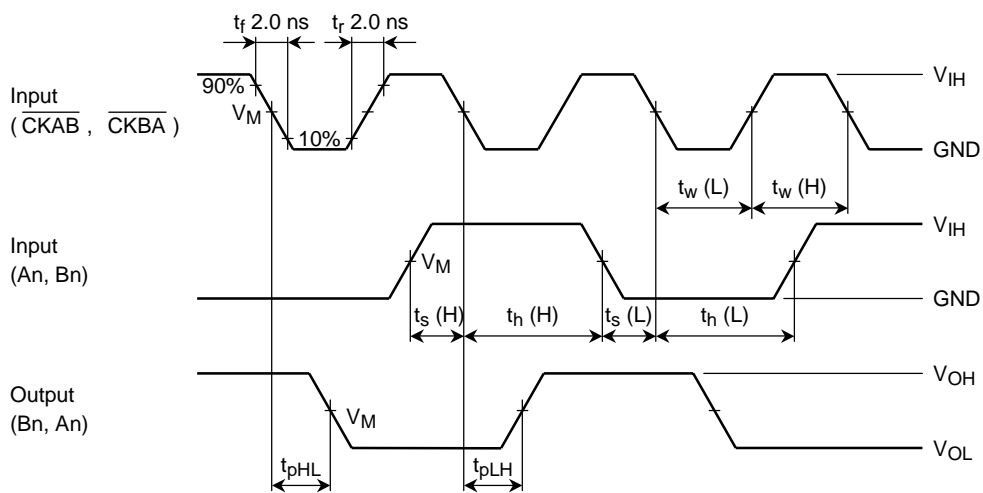 tf 2.0 ns
tr 2.0 ns
Input
(CKAB , CKBA )
90%
VM
10%
VIH
GND
tw (L)
tw (H)
Input
(An, Bn)
VM
VIH
GND
ts (H)
th (H)
ts (L)
th (L)
Output
(Bn, An)
VM
VOH
VOL
tpHL
tpLH